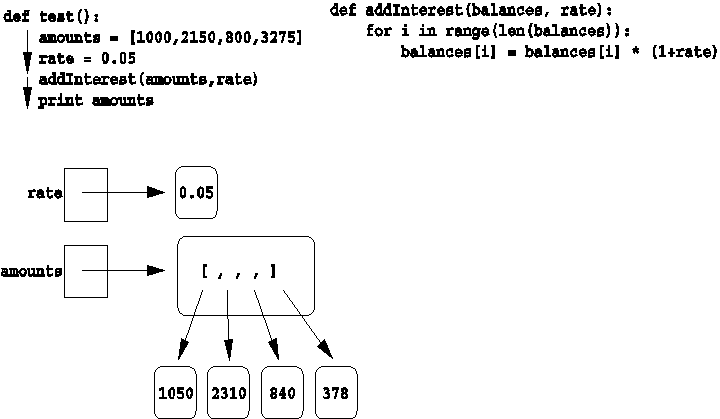 def test():
amounts = [1000,2150,800,3275]
rate = 0.05
addInterest(amounts,rate)
print amounts
def addInterest(balances, rate):
for i in range(len(balances)):
balances[i] = balances[i] * (1+rate)
rate
0.05
amounts
[ , , , ]
1050 2310 840 378